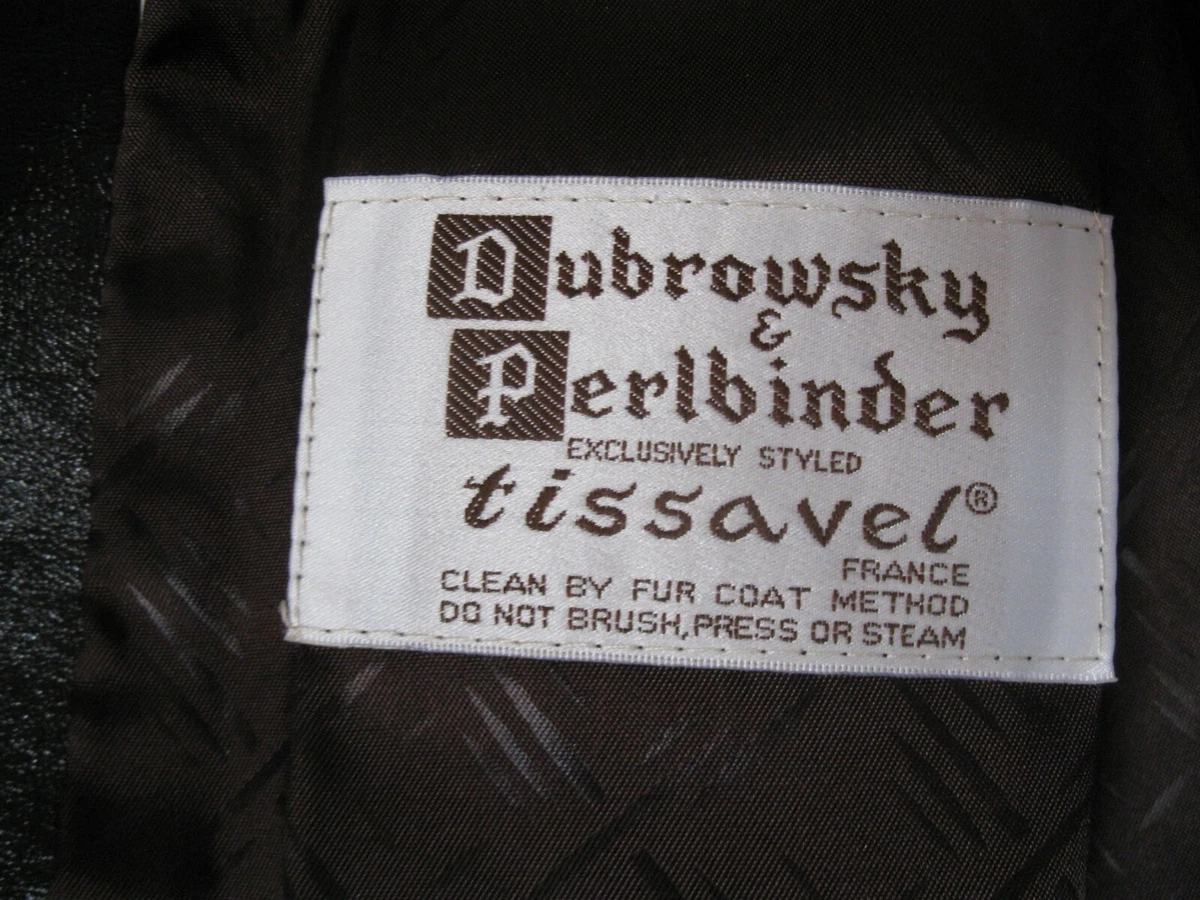 Dubrowsky
&
Perlbinder
EXCLUSIVELY STYLED
tissavel®
FRANCE
CLEAN BY FUR COAT METHOD
DO NOT BRUSH, PRESS OR STEAM